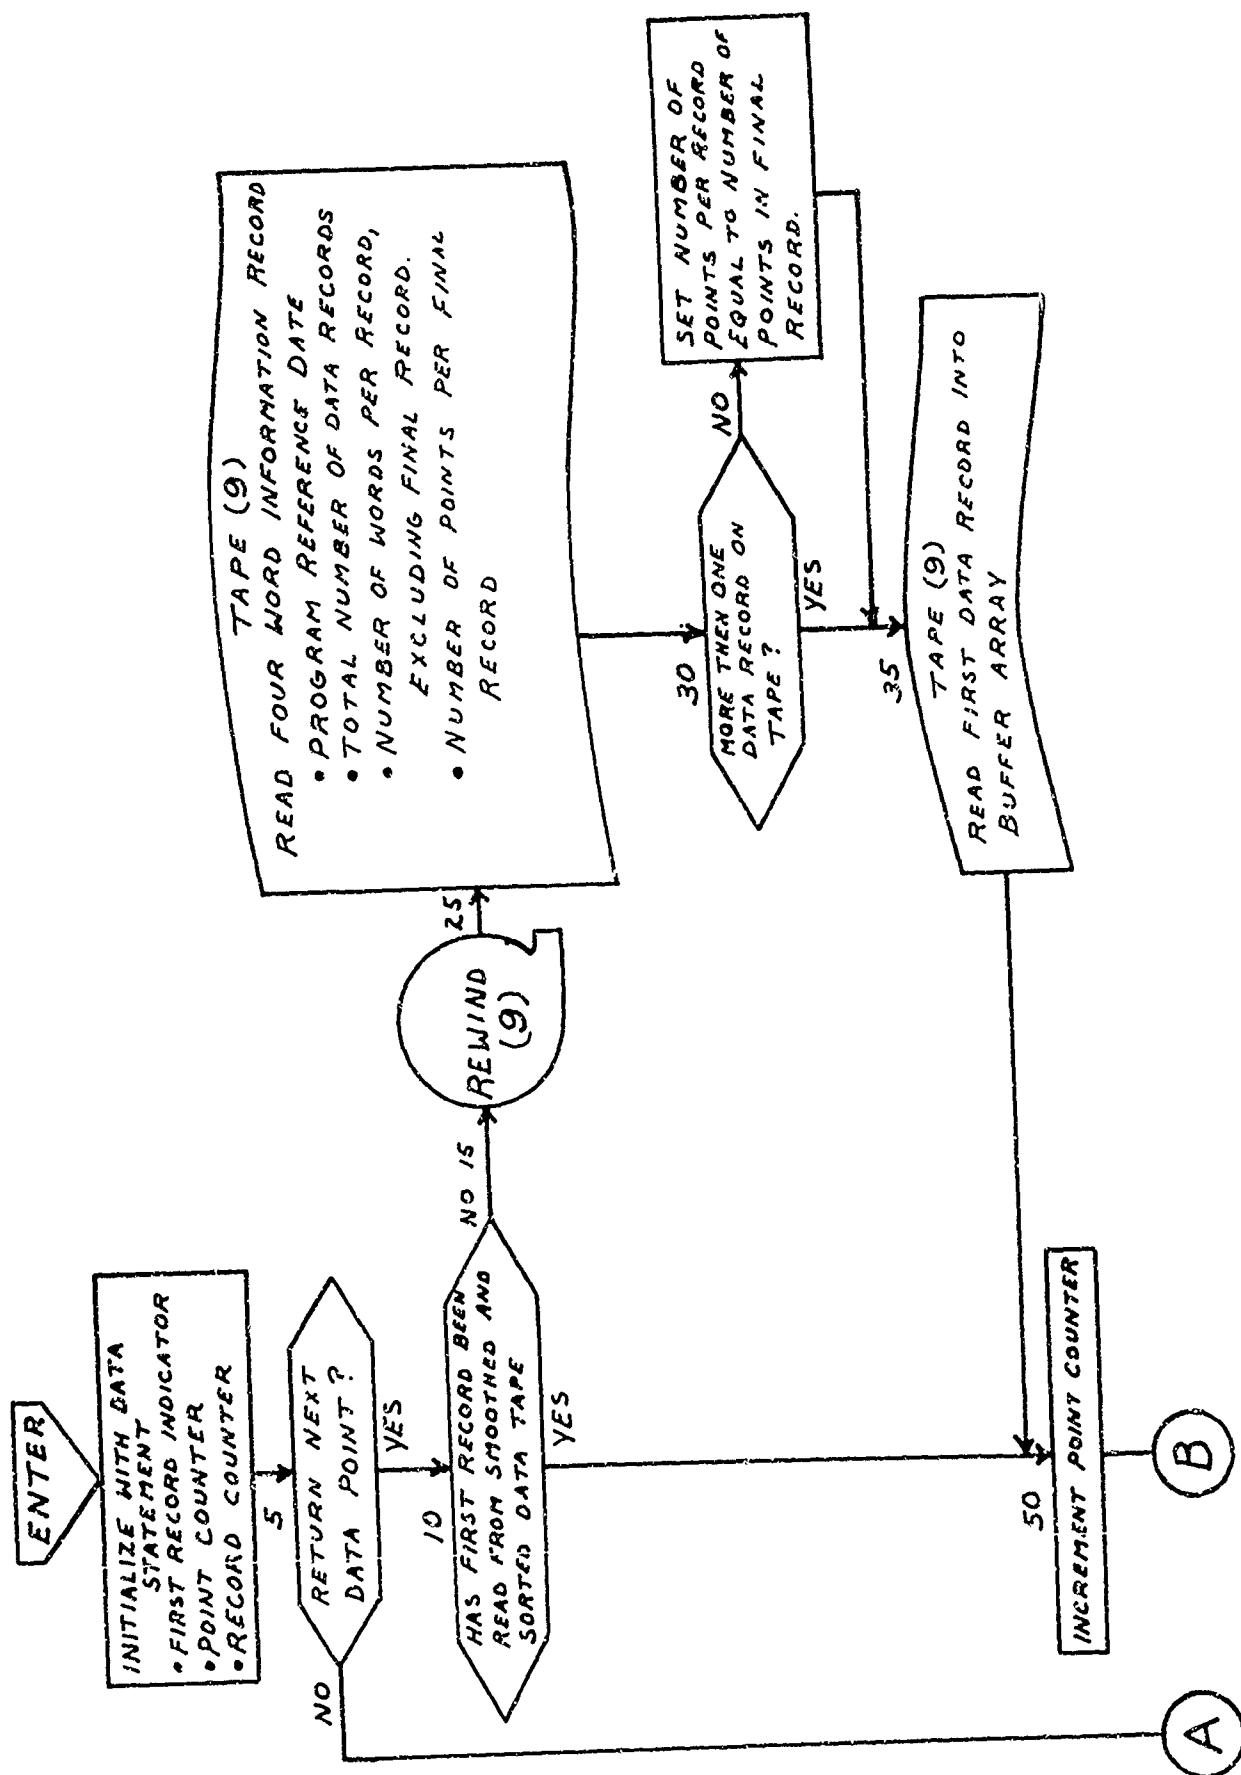 ENTER
INITIALIZE WITH DATA
STATEMENT
• FIRST RECORD INDICATOR
• POINT COUNTER
• RECORD COUNTER
5
RETURN NEXT
DATA POINT?
NO
YES
10
HAS FIRST RECORD BEEN
READ FROM SMOOTHED AND
SORTED DATA TAPE
NO 15
YES
REWIND
(9)
25
TAPE (9)
READ FOUR WORD INFORMATION RECORD
• PROGRAM REFERENCE DATE
• TOTAL NUMBER OF DATA RECORDS
• NUMBER OF WORDS PER RECORD,
EXCLUDING FINAL RECORD.
• NUMBER OF POINTS PER FINAL
RECORD
30
MORE THEN ONE
DATA RECORD ON
TAPE?
NO
YES
SET NUMBER OF
POINTS PER RECORD
EQUAL TO NUMBER OF
POINTS IN FINAL
RECORD.
35
TAPE (9)
READ FIRST DATA RECORD INTO
BUFFER ARRAY
50
INCREMENT POINT COUNTER
A
B